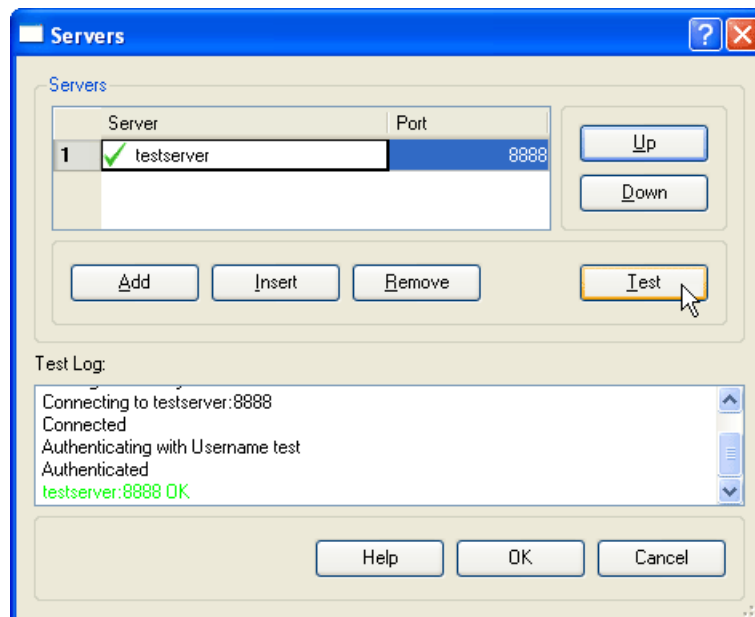 Servers
Servers
Server Port
1 testserver 8888
Up
Down
Add Insert Remove Test
Test Log:
Connecting to testserver:8888
Connected
Authenticating with Username test
Authenticated
testserver:8888 OK
Help OK Cancel